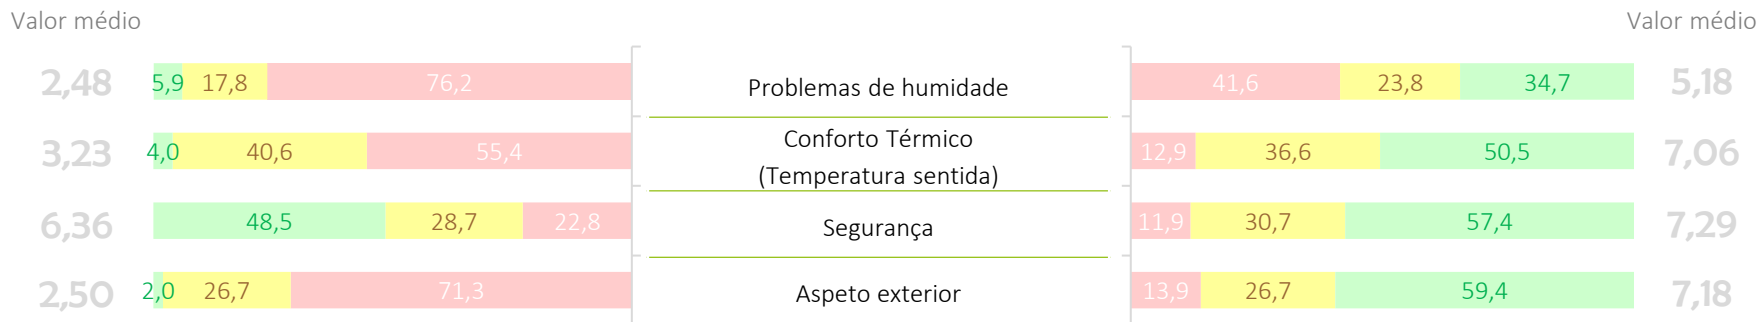 Valor médio Valor médio
2,48 5,9 17,8 76,2 Problemas de humidade 41,6 23,8 34,7 5,18
Conforto Térmico
3,23 4,0 40,6 55,4 12,9 36,6 50,5 7,06
(Temperatura sentida)
6,36 48,5 28,7 22,8 Segurança 11,9 30,7 57,4 7,29
2,50 2,0 26,7 71,3 Aspeto exterior 13,9 26,7 59,4 7,18